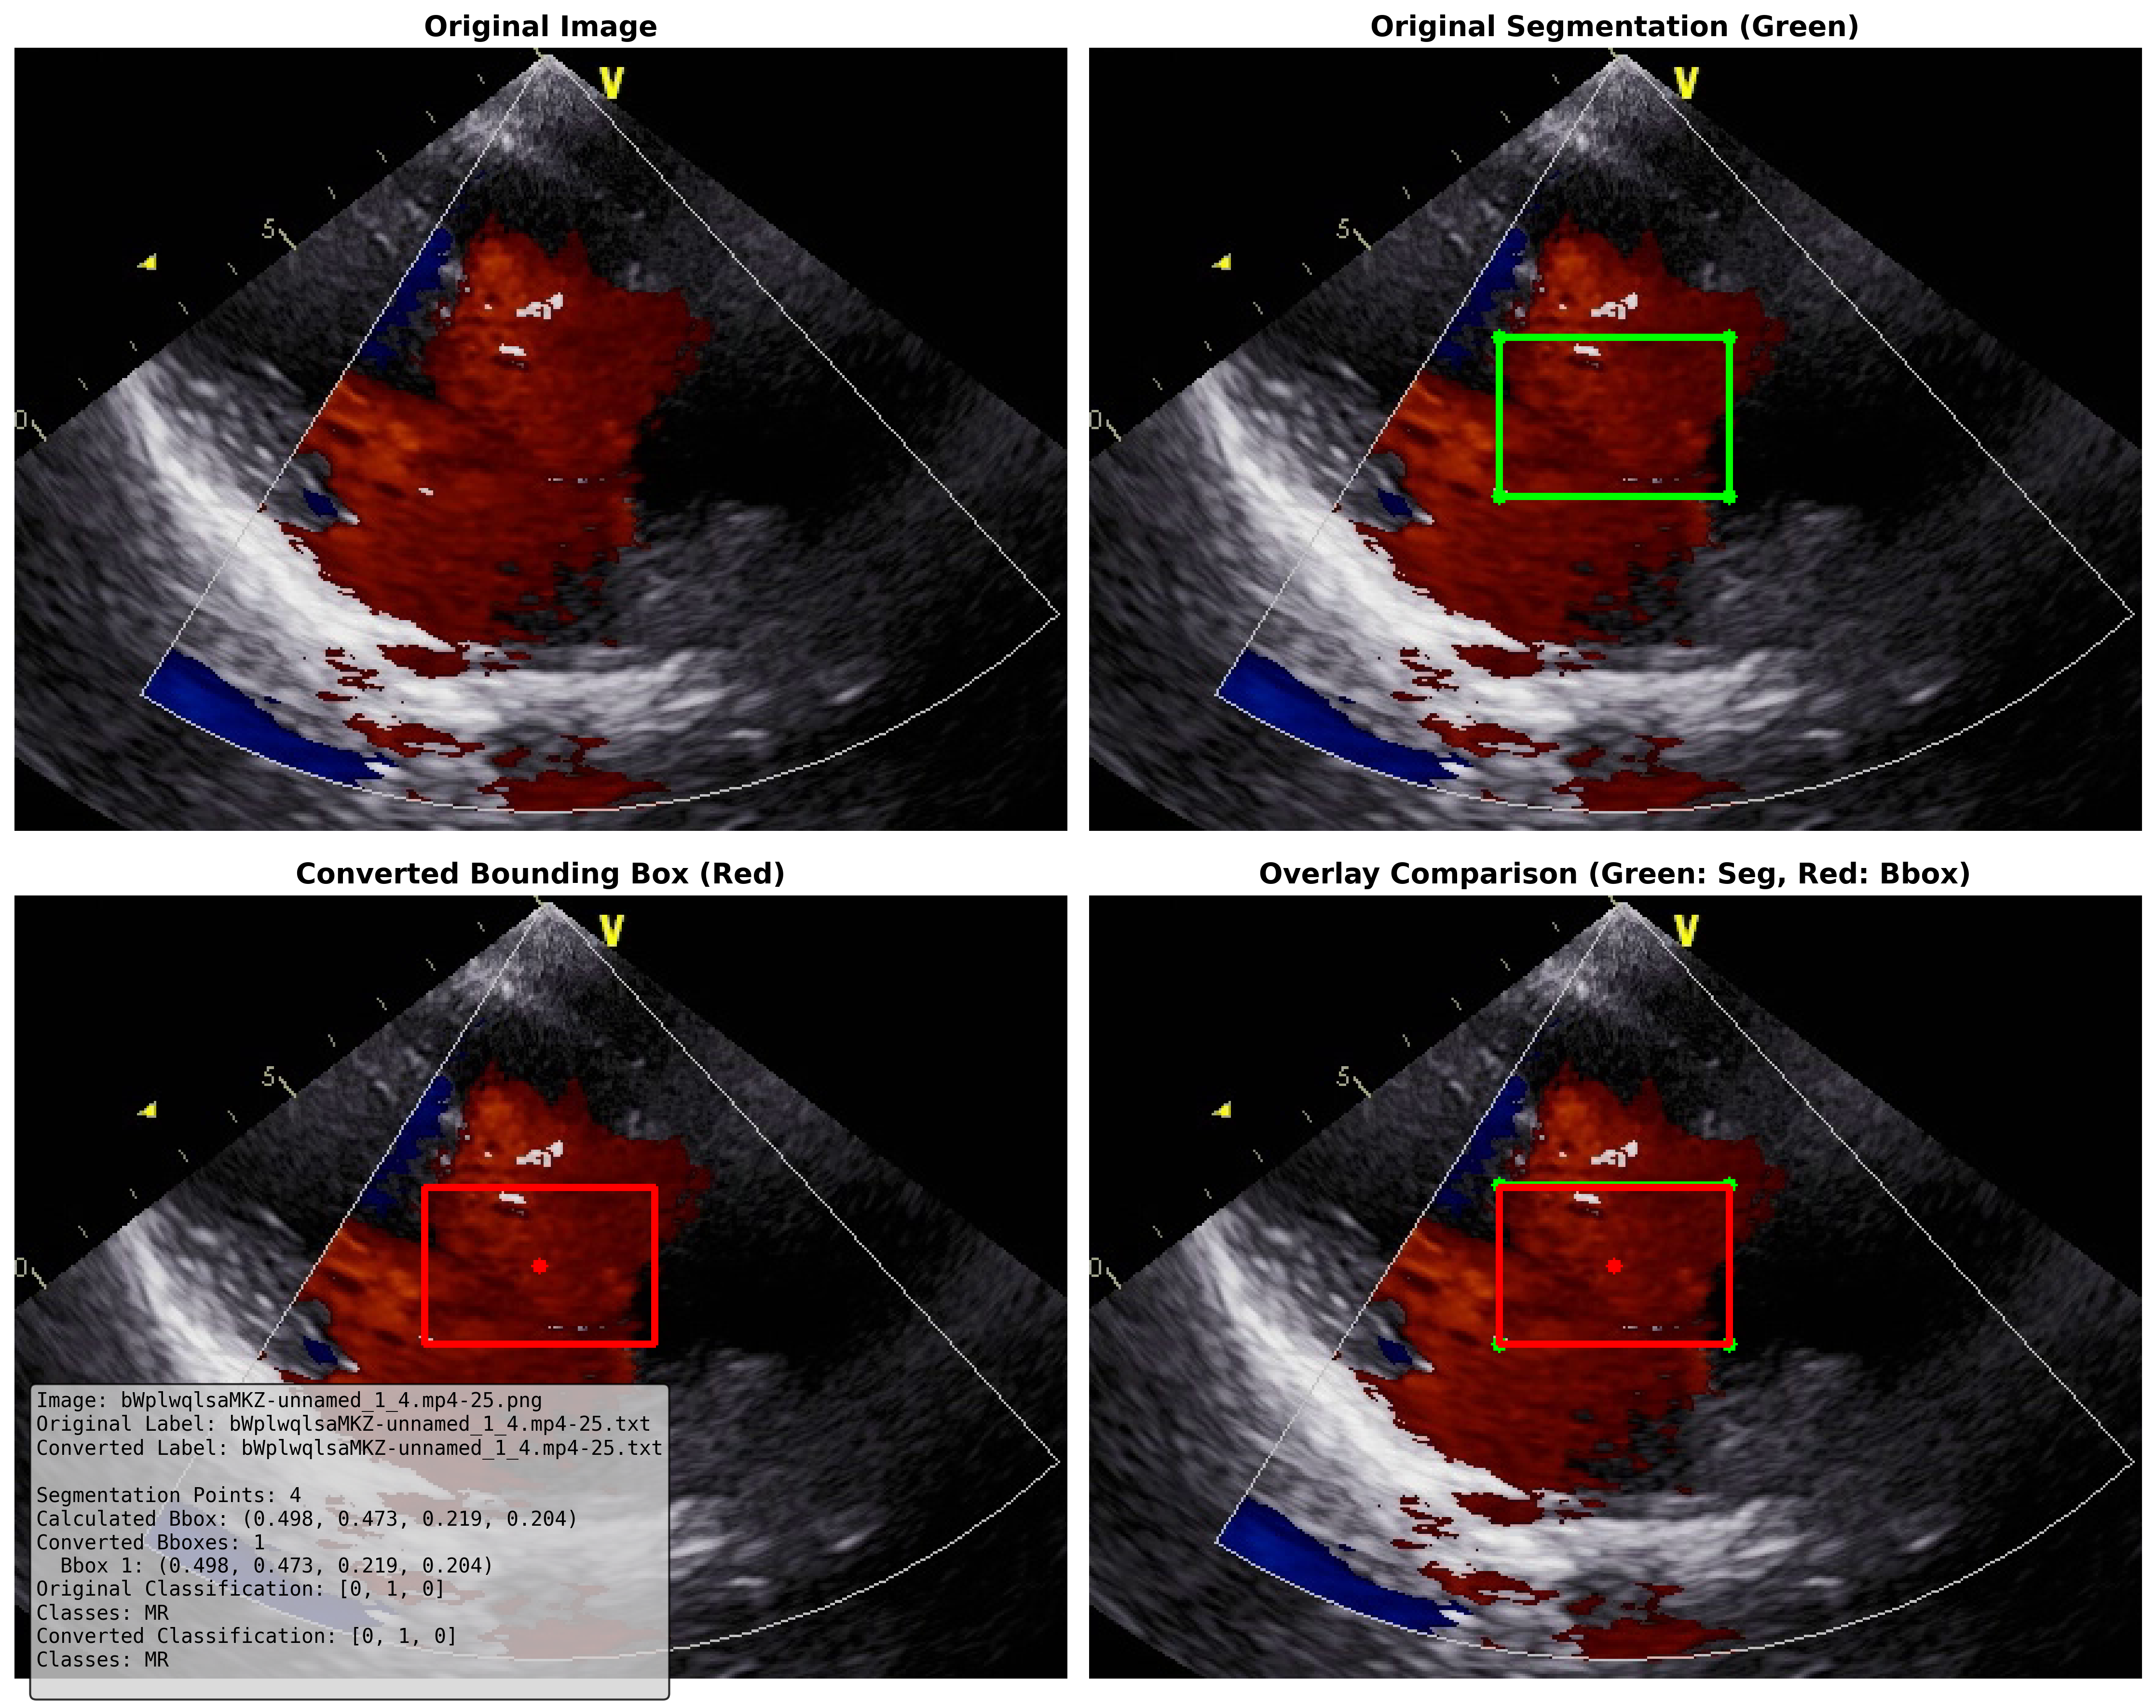 Original Image
Original Segmentation (Green)
V
5
0
V
5
0
Converted Bounding Box (Red)
Overlay Comparison (Green: Seg, Red: Bbox)
V
5
0
V
5
0
Image: bWplwqlsaMKZ-unnamed_1_4.mp4-25.png
Original Label: bWplwqlsaMKZ-unnamed_1_4.mp4-25.txt
Converted Label: bWplwqlsaMKZ-unnamed_1_4.mp4-25.txt
Segmentation Points: 4
Calculated Bbox: (0.498, 0.473, 0.219, 0.204)
Converted Bboxes: 1
Bbox 1: (0.498, 0.473, 0.219, 0.204)
Original Classification: [0, 1, 0]
Classes: MR
Converted Classification: [0, 1, 0]
Classes: MR